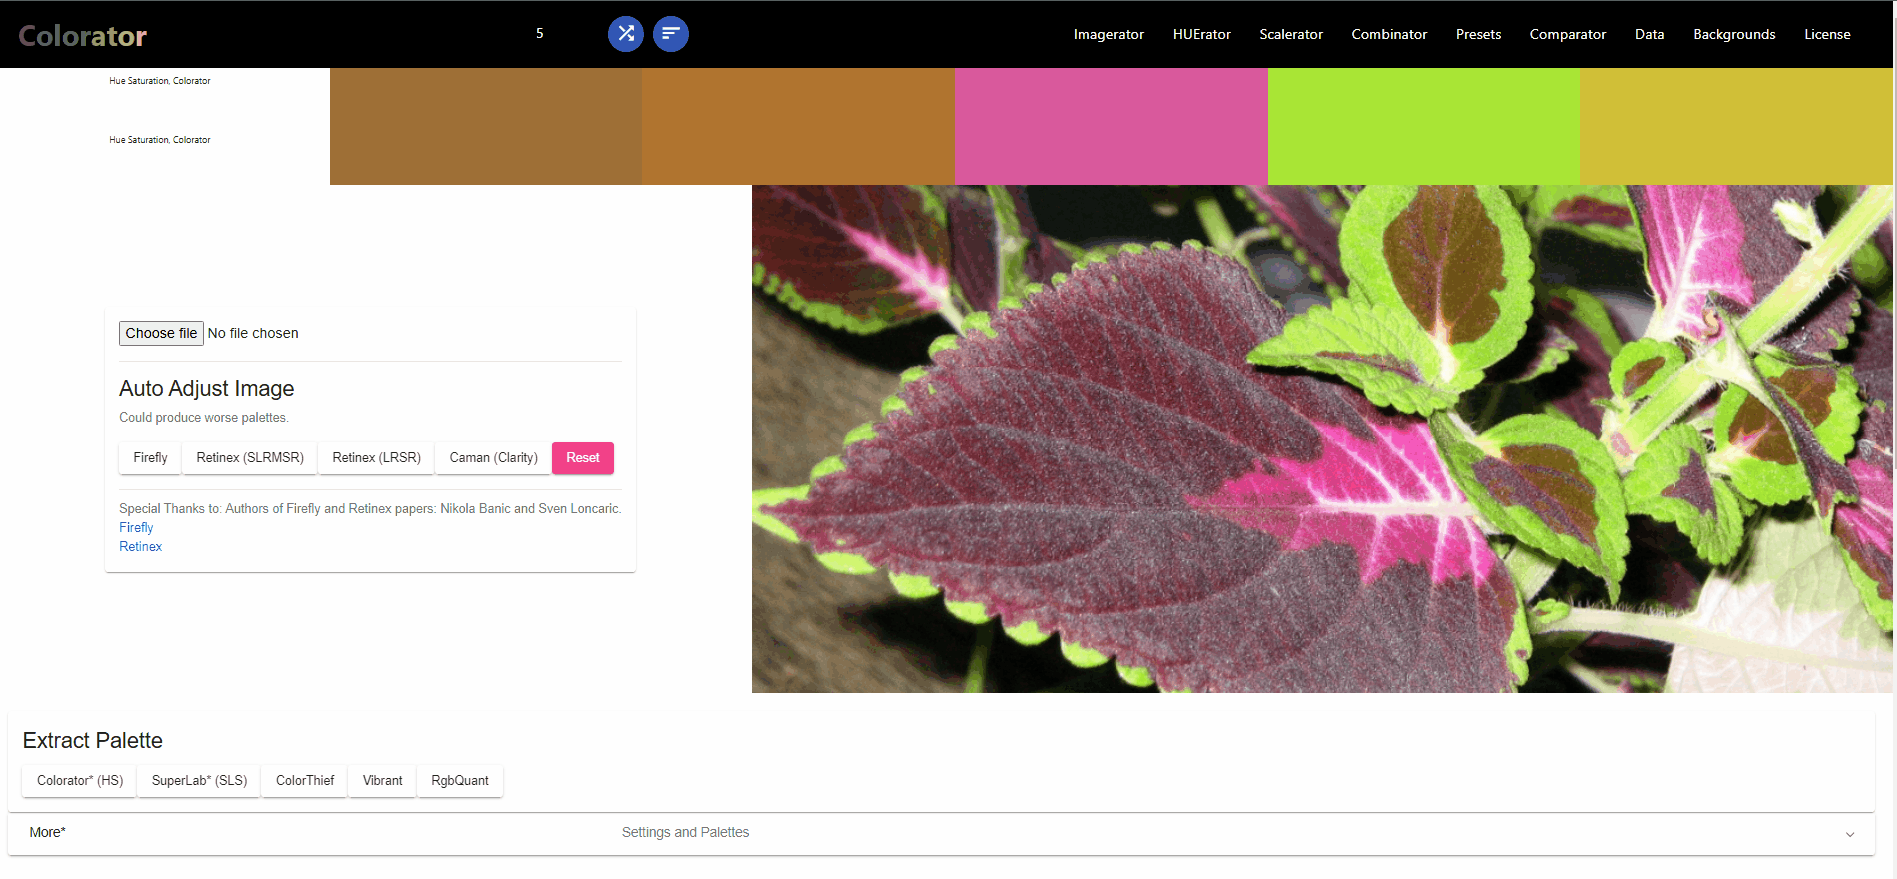 Colorator
5
Imagerator HUErator Scalerator Combinator Presets Comparator Data Backgrounds License
Hue Saturation, Colorator
Hue Saturation, Colorator
Choose file No file chosen
Auto Adjust Image
Could produce worse palettes.
Firefly Retinex (SLRMSR) Retinex (LRSR) Caman (Clarity) Reset
Special Thanks to: Authors of Firefly and Retinex papers: Nikola Banic and Sven Loncaric.
Firefly
Retinex
Extract Palette
Colorator* (HS) SuperLab* (SLS) ColorThief Vibrant RgbQuant
More* Settings and Palettes